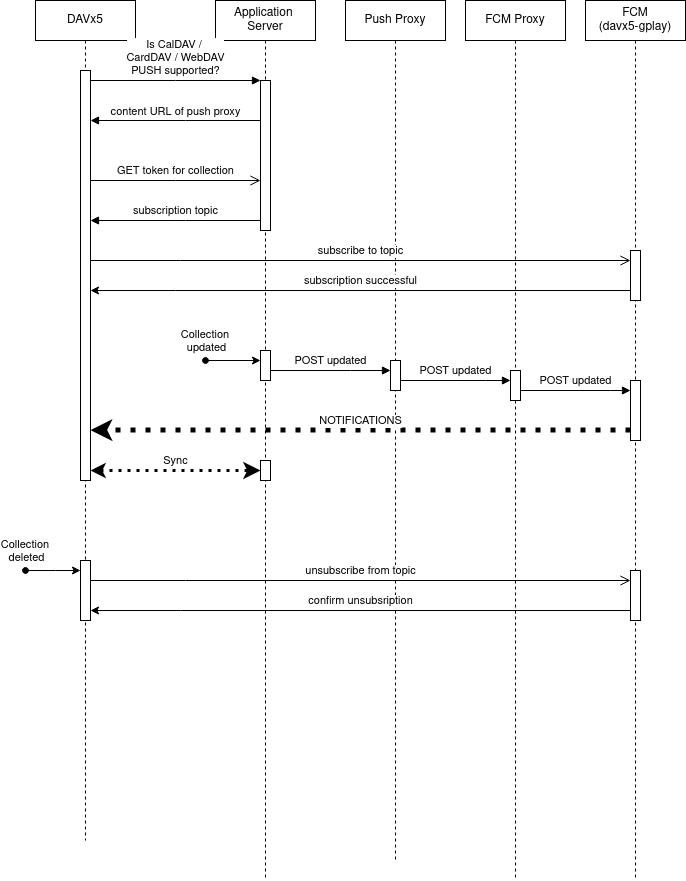 DAVx5
Application
Server
Push Proxy
FCM Proxy
FCM
(davx5-gplay)
Is CalDAV /
CardDAV / WebDAV
PUSH supported?
content URL of push proxy
GET token for collection
subscription topic
subscribe to topic
subscription successful
Collection
updated
POST updated
POST updated
POST updated
NOTIFICATIONS
Sync
Collection
deleted
unsubscribe from topic
confirm unsubsription